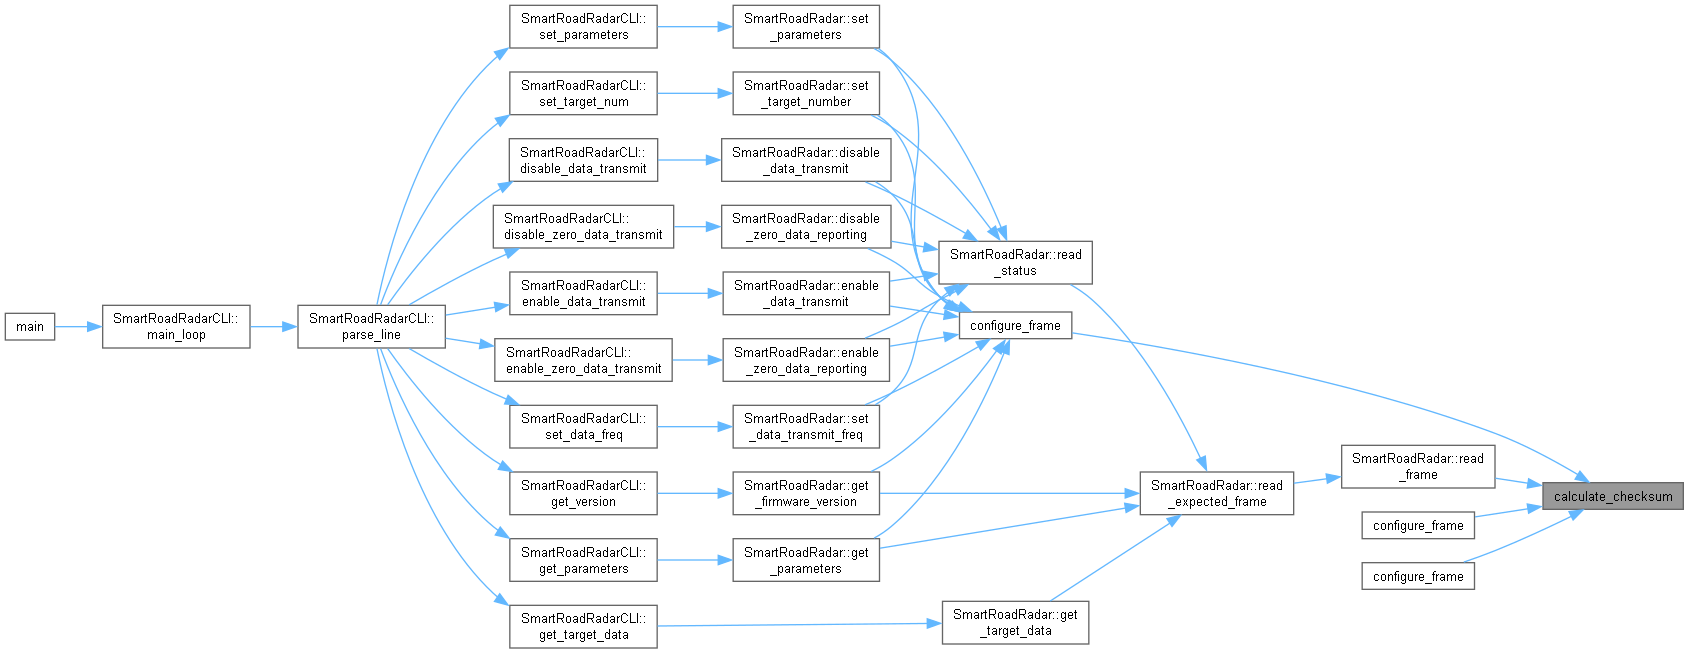 main
SmartRoadRadarCLI::
main_loop
SmartRoadRadarCLI::
parse_line
SmartRoadRadarCLI::
set_parameters
SmartRoadRadarCLI::
set_target_num
SmartRoadRadarCLI::
disable_data_transmit
SmartRoadRadarCLI::
disable_zero_data_transmit
SmartRoadRadarCLI::
enable_data_transmit
SmartRoadRadarCLI::
enable_zero_data_transmit
SmartRoadRadarCLI::
set_data_freq
SmartRoadRadarCLI::
get_version
SmartRoadRadarCLI::
get_parameters
SmartRoadRadarCLI::
get_target_data
SmartRoadRadar::set
_parameters
SmartRoadRadar::set
_target_number
SmartRoadRadar::disable
_data_transmit
SmartRoadRadar::disable
_zero_data_reporting
SmartRoadRadar::enable
_data_transmit
SmartRoadRadar::enable
_zero_data_reporting
SmartRoadRadar::set
_data_transmit_freq
SmartRoadRadar::get
_firmware_version
SmartRoadRadar::get
_parameters
SmartRoadRadar::get
_target_data
SmartRoadRadar::read
_status
configure_frame
SmartRoadRadar::read
_expected_frame
SmartRoadRadar::read
_frame
configure_frame
configure_frame
calculate_checksum